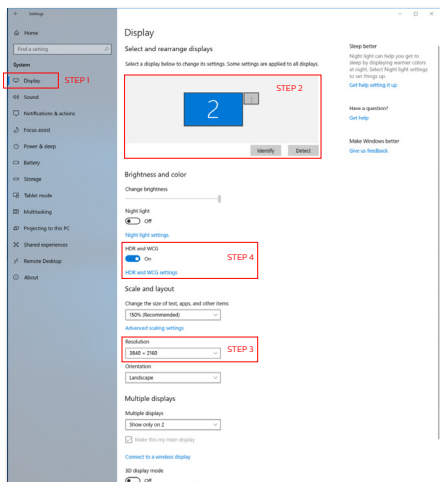 Settings
Home
Find a setting
System
Display
STEP 1
Sound
Notifications & actions
Focus assist
Power & sleep
Battery
Storage
Tablet mode
Multitasking
Projecting to this PC
Shared experiences
Remote Desktop
About
Display
Select and rearrange displays
Select a display below to change its settings. Some settings are applied to all displays.
STEP 2
2
1
Identify
Detect
Brightness and color
Change brightness
Night light
Off
Night light settings
HDR and WCG
On
STEP 4
HDR and WCG settings
Scale and layout
Change the size of text, apps, and other items
150% (Recommended)
Advanced scaling settings
Resolution
3840 × 2160
STEP 3
Orientation
Landscape
Multiple displays
Multiple displays
Show only on 2
Make this my main display
Connect to a wireless display
3D display mode
Off
Sleep better
Night light can help you get to
sleep by displaying warmer colors
at night. Select Night light settings
to set things up.
Get help setting it up
Have a question?
Get help
Make Windows better
Give us feedback